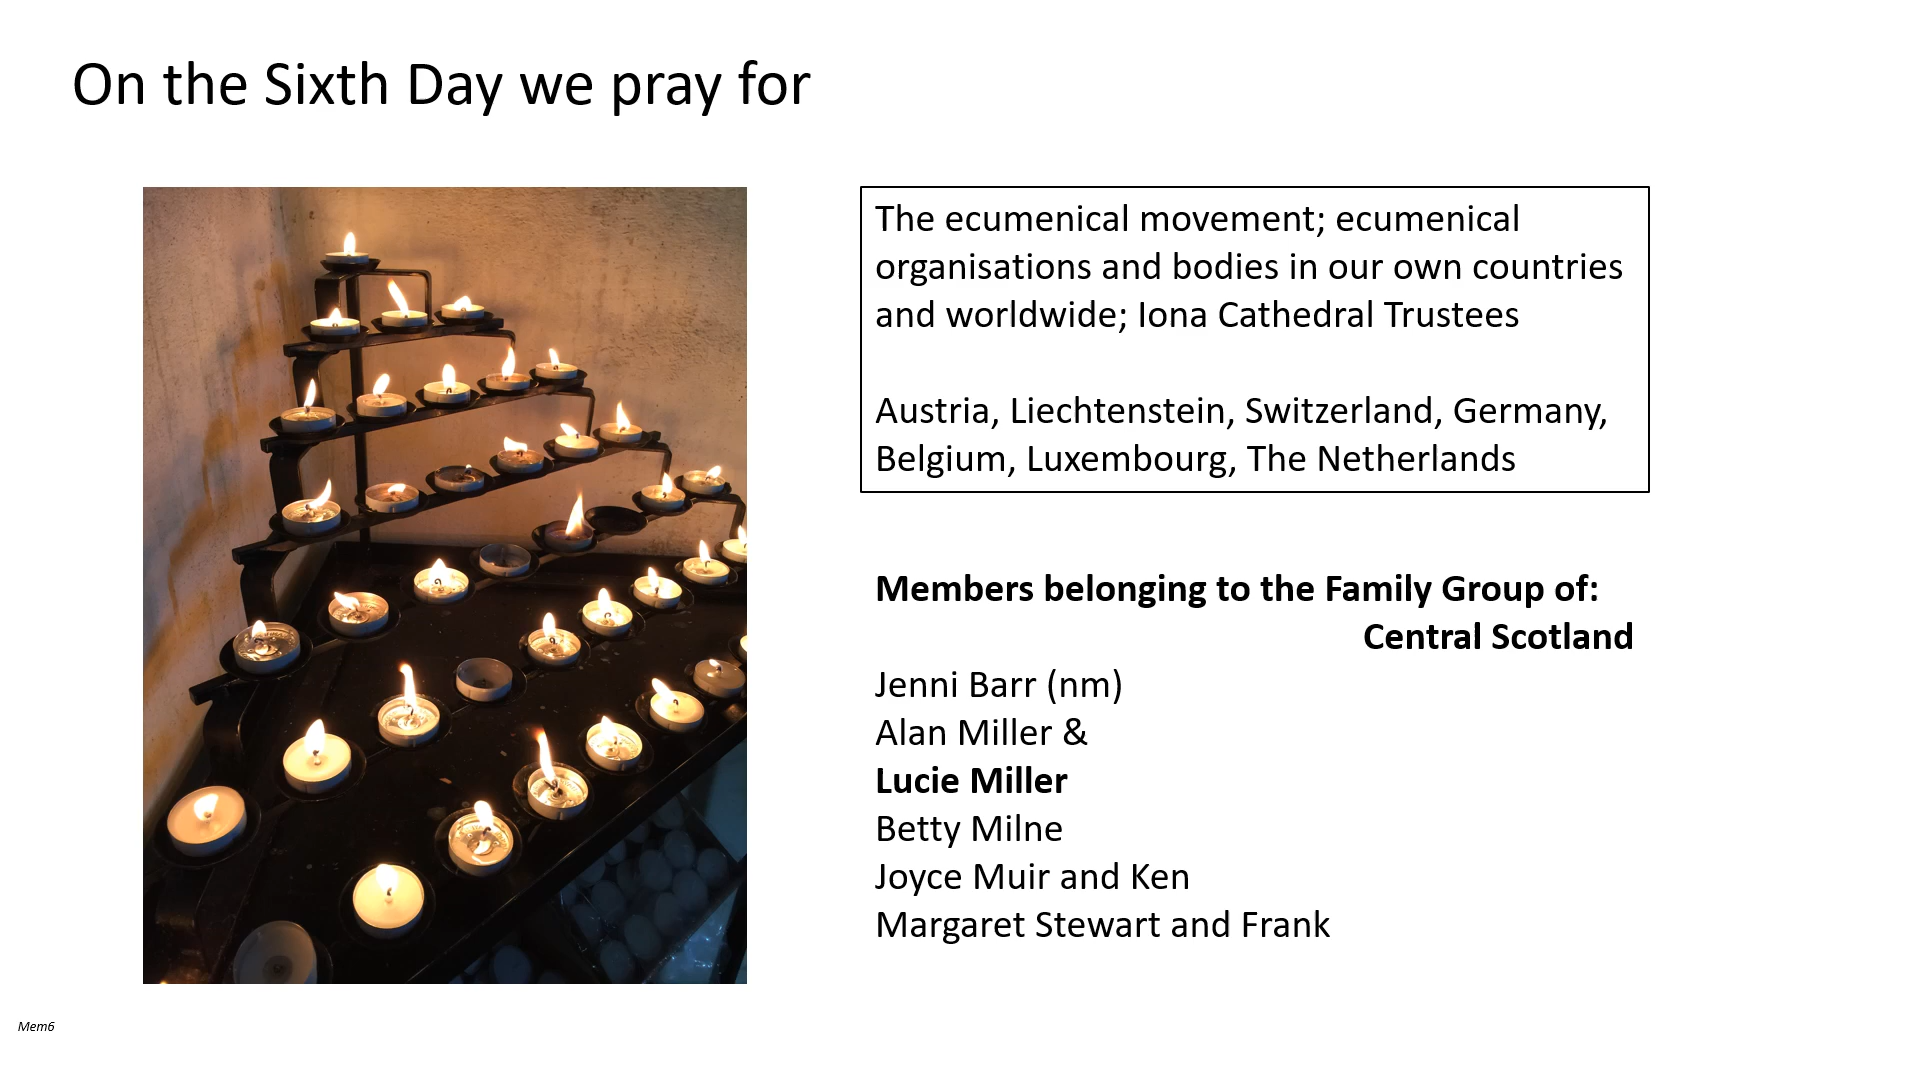 On the Sixth Day we pray for
The ecumenical movement; ecumenical
organisations and bodies in our own countries
and worldwide; Iona Cathedral Trustees
Austria, Liechtenstein, Switzerland, Germany,
Belgium, Luxembourg, The Netherlands
Members belonging to the Family Group of:
Central Scotland
Jenni Barr (nm)
Alan Miller &
Lucie Miller
Betty Milne
Joyce Muir and Ken
Margaret Stewart and Frank
Mem6